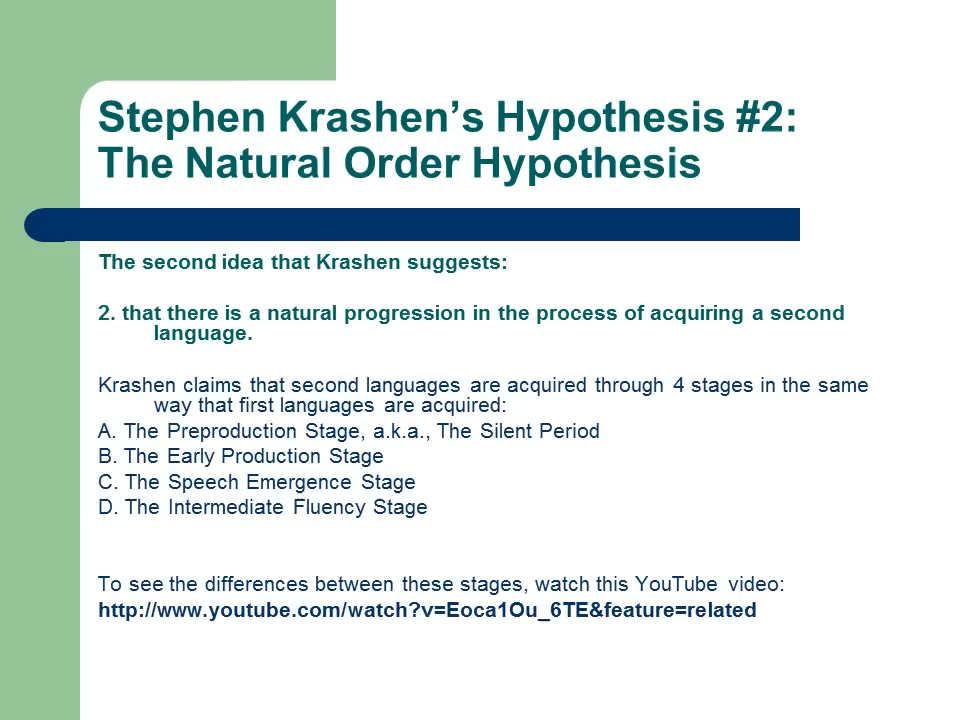 Stephen Krashen’s Hypothesis #2:
The Natural Order Hypothesis
The second idea that Krashen suggests:
2. that there is a natural progression in the process of acquiring a second
language.
Krashen claims that second languages are acquired through 4 stages in the same
way that first languages are acquired:
A. The Preproduction Stage, a.k.a., The Silent Period
B. The Early Production Stage
C. The Speech Emergence Stage
D. The Intermediate Fluency Stage
To see the differences between these stages, watch this YouTube video:
http://www.youtube.com/watch?v=Eoca1Ou_6TE&feature=related